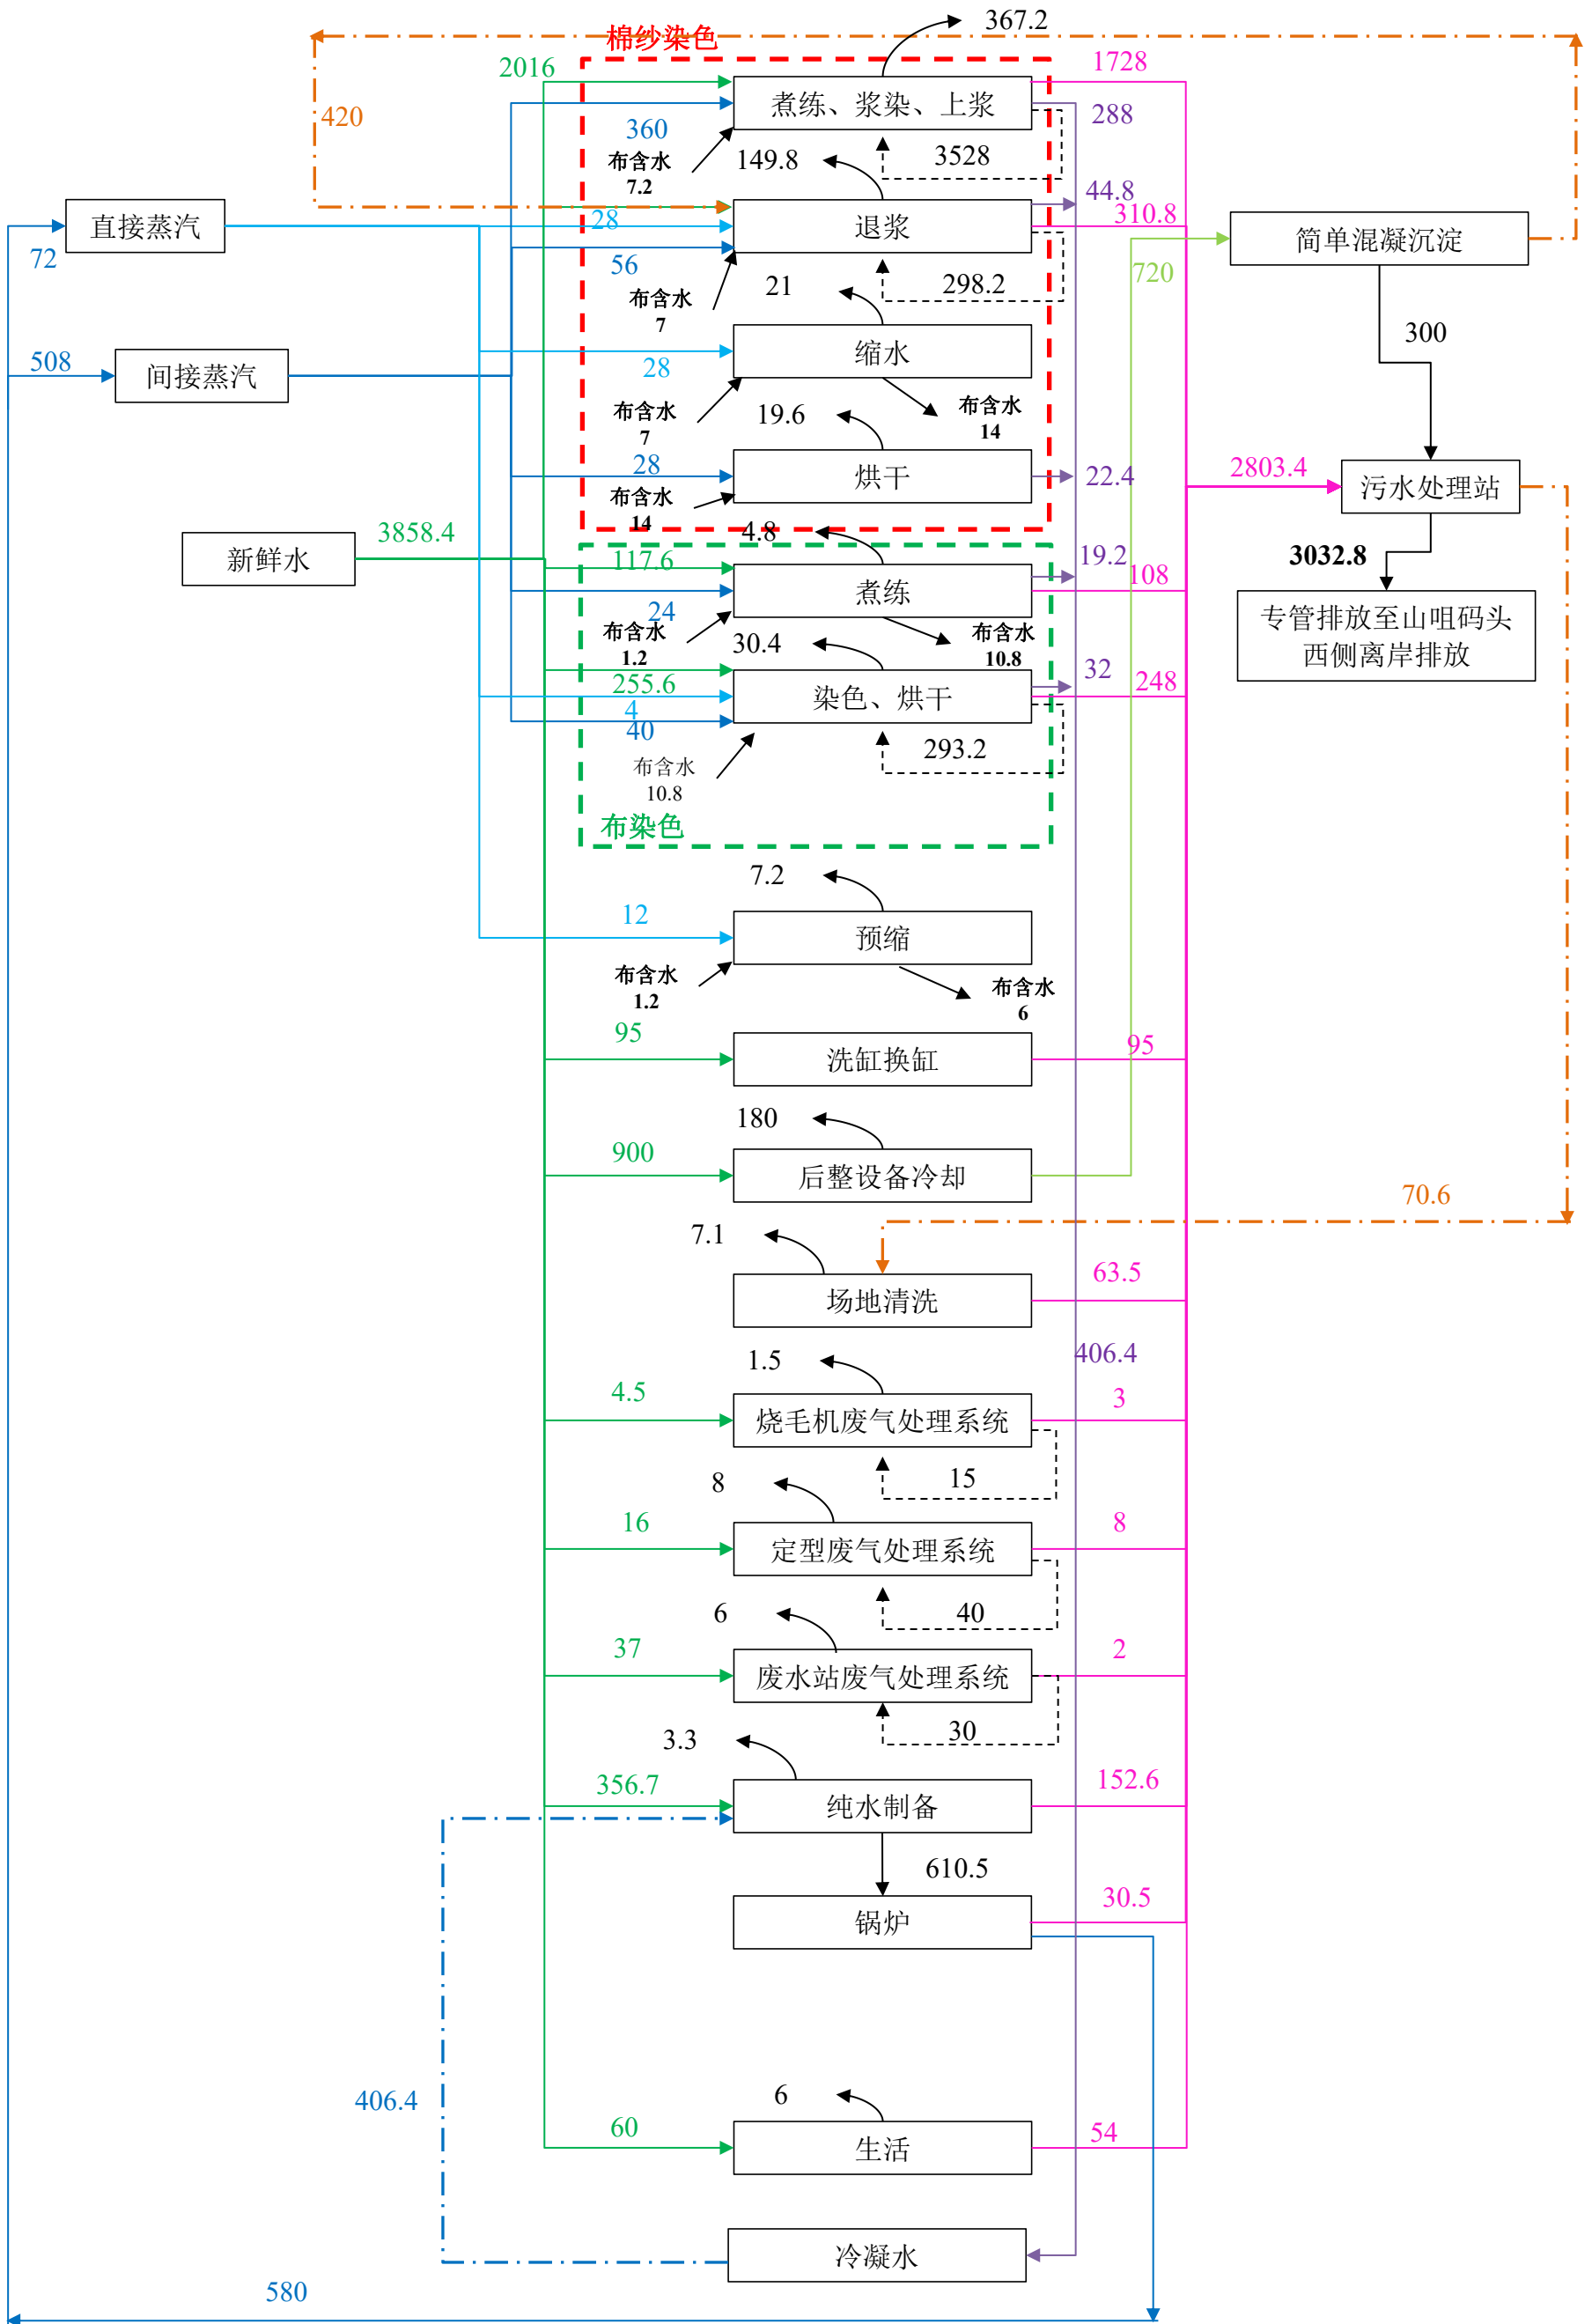 367.2
棉纱染色
2016
1728
煮练、浆染、上浆
288
420
360
布含水
7.2
149.8
3528
44.8
310.8
直接蒸汽
28
退浆
简单混凝沉淀
72
56
720
布含水
7
21
298.2
300
508
间接蒸汽
缩水
28
布含水
7
19.6
布含水
14
28
烘干
22.4
2803.4
污水处理站
布含水
14
3858.4
4.8
新鲜水
117.6
19.2
108
3032.8
煮练
24
布含水
1.2
30.4
布含水
10.8
专管排放至山咀码头
西侧离岸排放
32
255.6
248
染色、烘干
4
40
293.2
布含水
10.8
布染色
7.2
12
预缩
布含水
1.2
布含水
6
95
洗缸换缸
95
180
900
后整设备冷却
70.6
7.1
63.5
场地清洗
1.5
406.4
4.5
3
烧毛机废气处理系统
15
8
16
8
定型废气处理系统
40
6
37
2
废水站废气处理系统
30
3.3
356.7
152.6
纯水制备
610.5
30.5
锅炉
406.4
6
60
54
生活
冷凝水
580